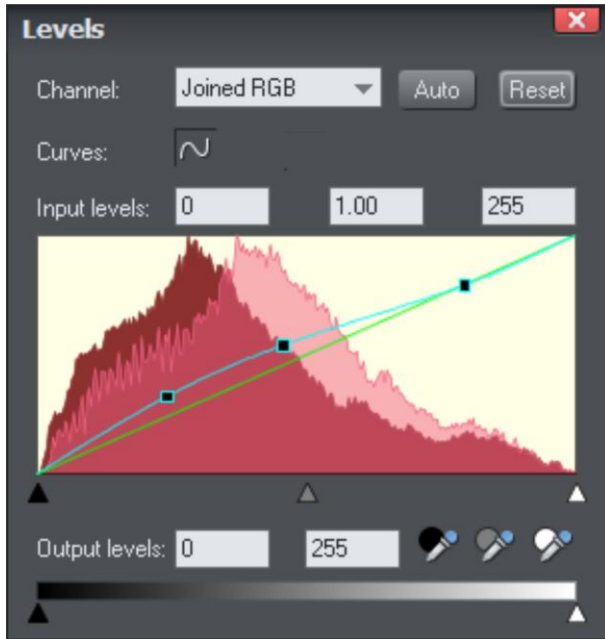 Levels
Channel: Joined RGB Auto Reset
Curves:
Input levels: 0 1.00 255
Output levels: 0 255